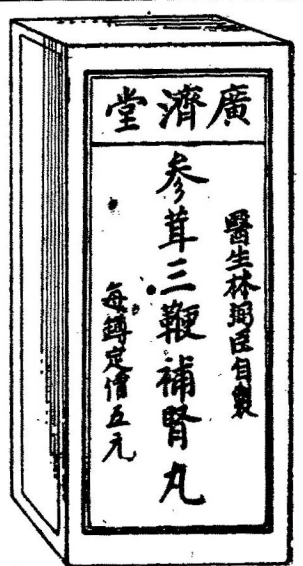 廣濟堂
醫生林弼臣自製
參茸三鞭補腎丸
每罇定價五元